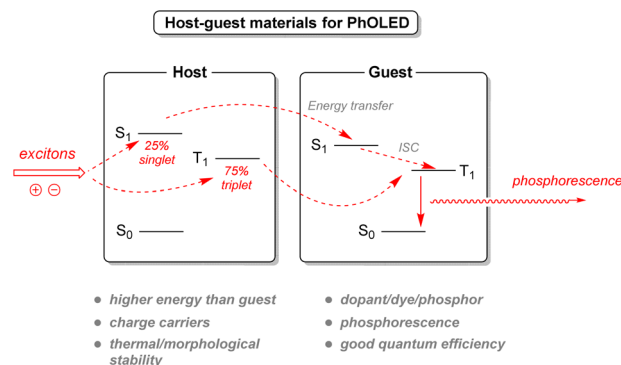 Host-guest materials for PhOLED
Host
Guest
Energy transfer
S1
25%
singlet
T1
75%
triplet
S0
excitons
⊕ ⊖
S1
ISC
T1
S0
phosphorescence
● higher energy than guest
● charge carriers
● thermal/morphological
stability
● dopant/dye/phosphor
● phosphorescence
● good quantum efficiency